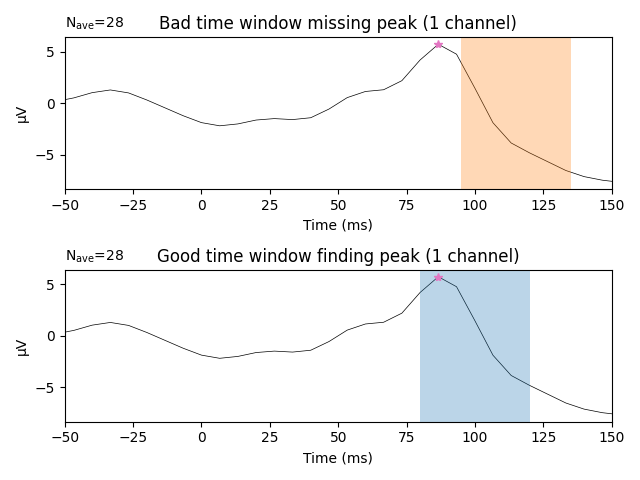 N_ave=28 Bad time window missing peak (1 channel)
5
0
−5
µV
−50 −25 0 25 50 75 100 125 150
Time (ms)
N_ave=28 Good time window finding peak (1 channel)
5
0
−5
µV
−50 −25 0 25 50 75 100 125 150
Time (ms)